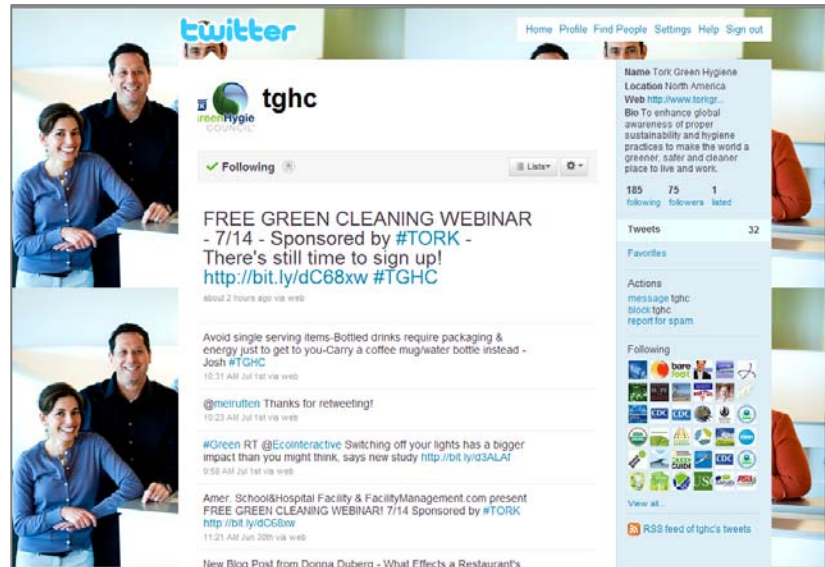 twitter
Home Profile Find People Settings Help Sign out
tghc
GreenHygie
COUNCIL
Following
Lists
FREE GREEN CLEANING WEBINAR
- 7/14 - Sponsored by #TORK -
There's still time to sign up!
http://bit.ly/dC68xw #TGHC
about 2 hours ago via web
Avoid single serving items-Bottled drinks require packaging &
energy just to get to you-Carry a coffee mug/water bottle instead -
Josh #TGHC
10:31 AM Jul 1st via web
@meirutten Thanks for retweeting!
10:23 AM Jul 1st via web
#Green RT @EcoInteractive Switching off your lights has a bigger
impact than you might think, says new study http://bit.ly/d3ALAf
9:58 AM Jul 1st via web
Amer. School&Hospital Facility & FacilityManagement.com present
FREE GREEN CLEANING WEBINAR! 7/14 Sponsored by #TORK
http://bit.ly/dC68xw
11:21 AM Jun 30th via web
New Blog Post from Donna Duberg - What Effects a Restaurant's
Name Tork Green Hygiene
Location North America
Web http://www.torkgr...
Bio To enhance global
awareness of proper
sustainability and hygiene
practices to make the world a
greener, safer and cleaner
place to live and work.
185 75 1
following followers listed
Tweets 32
Favorites
Actions
message tghc
block tghc
report for spam
Following
bare
foot
CDC CDC
GUIDE CDC
ASU
View all...
RSS feed of tghc's tweets